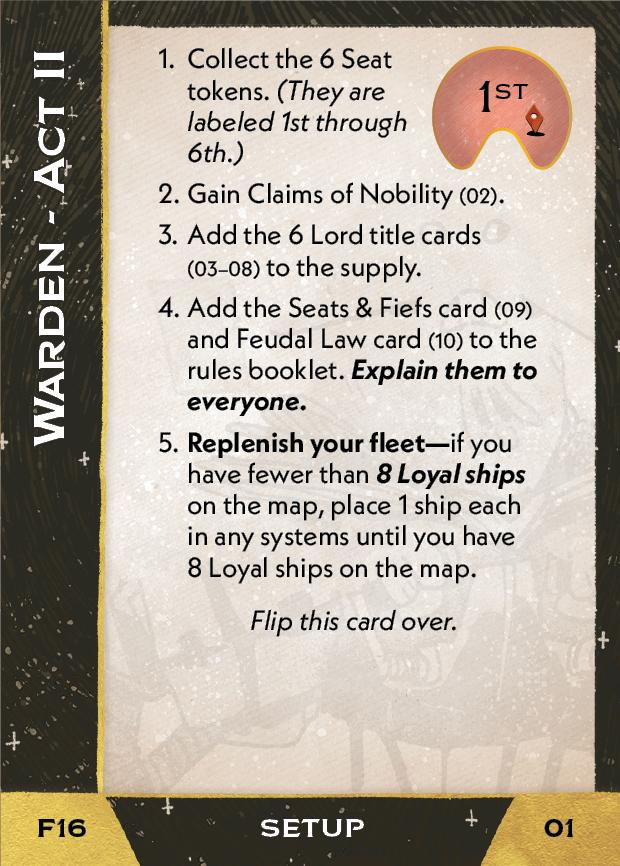 WARDEN - ACT II
1. Collect the 6 Seat
tokens. (They are
labeled 1st through
6th.)
1ST
2. Gain Claims of Nobility (02).
3. Add the 6 Lord title cards
(03–08) to the supply.
4. Add the Seats & Fiefs card (09)
and Feudal Law card (10) to the
rules booklet. Explain them to
everyone.
5. Replenish your fleet—if you
have fewer than 8 Loyal ships
on the map, place 1 ship each
in any systems until you have
8 Loyal ships on the map.
Flip this card over.
F16 SETUP 01